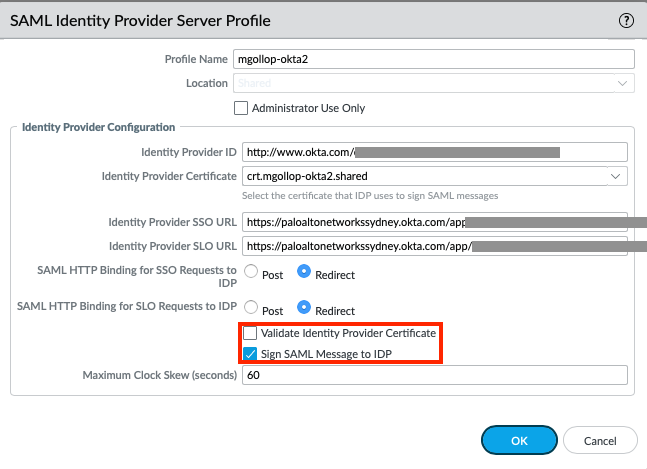 SAML Identity Provider Server Profile
?
Profile Name mgollop-okta2
Location Shared
Administrator Use Only
Identity Provider Configuration
Identity Provider ID http://www.okta.com/
Identity Provider Certificate crt.mgollop-okta2.shared
Select the certificate that IDP uses to sign SAML messages
Identity Provider SSO URL https://paloaltonetworkssydney.okta.com/app
Identity Provider SLO URL https://paloaltonetworkssydney.okta.com/app/
SAML HTTP Binding for SSO Requests to
IDP
Post Redirect
SAML HTTP Binding for SLO Requests to IDP Post Redirect
Validate Identity Provider Certificate
Sign SAML Message to IDP
Maximum Clock Skew (seconds) 60
OK Cancel